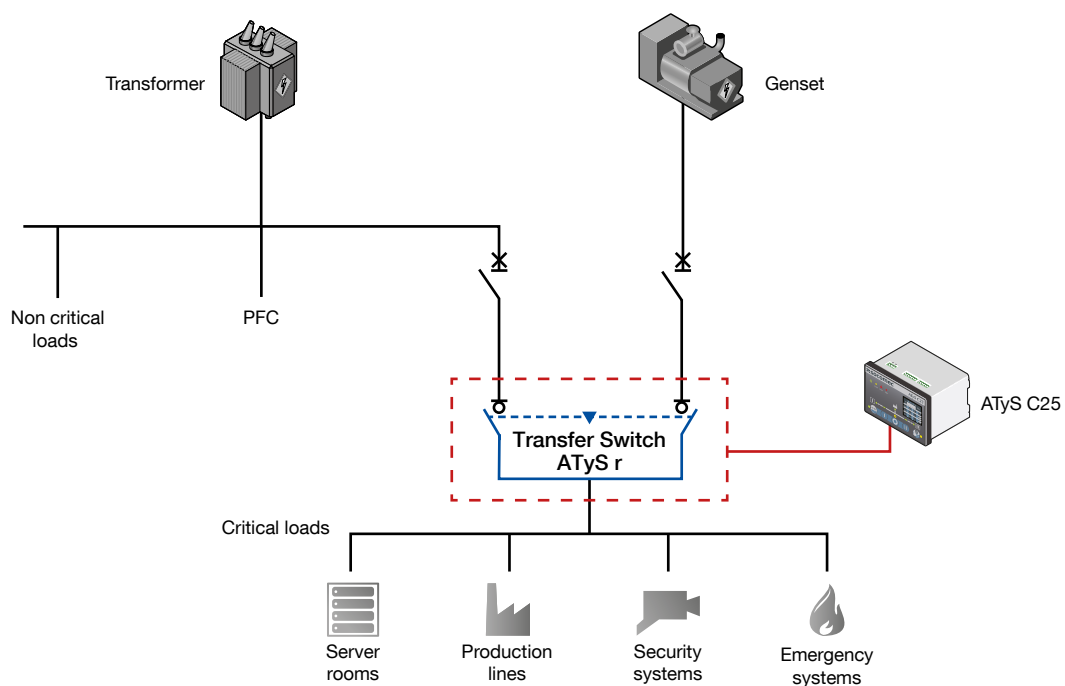 Transformer
Genset
Non critical
loads
PFC
ATyS C25
Transfer Switch
ATyS r
Critical loads
Server
rooms
Production
lines
Security
systems
Emergency
systems